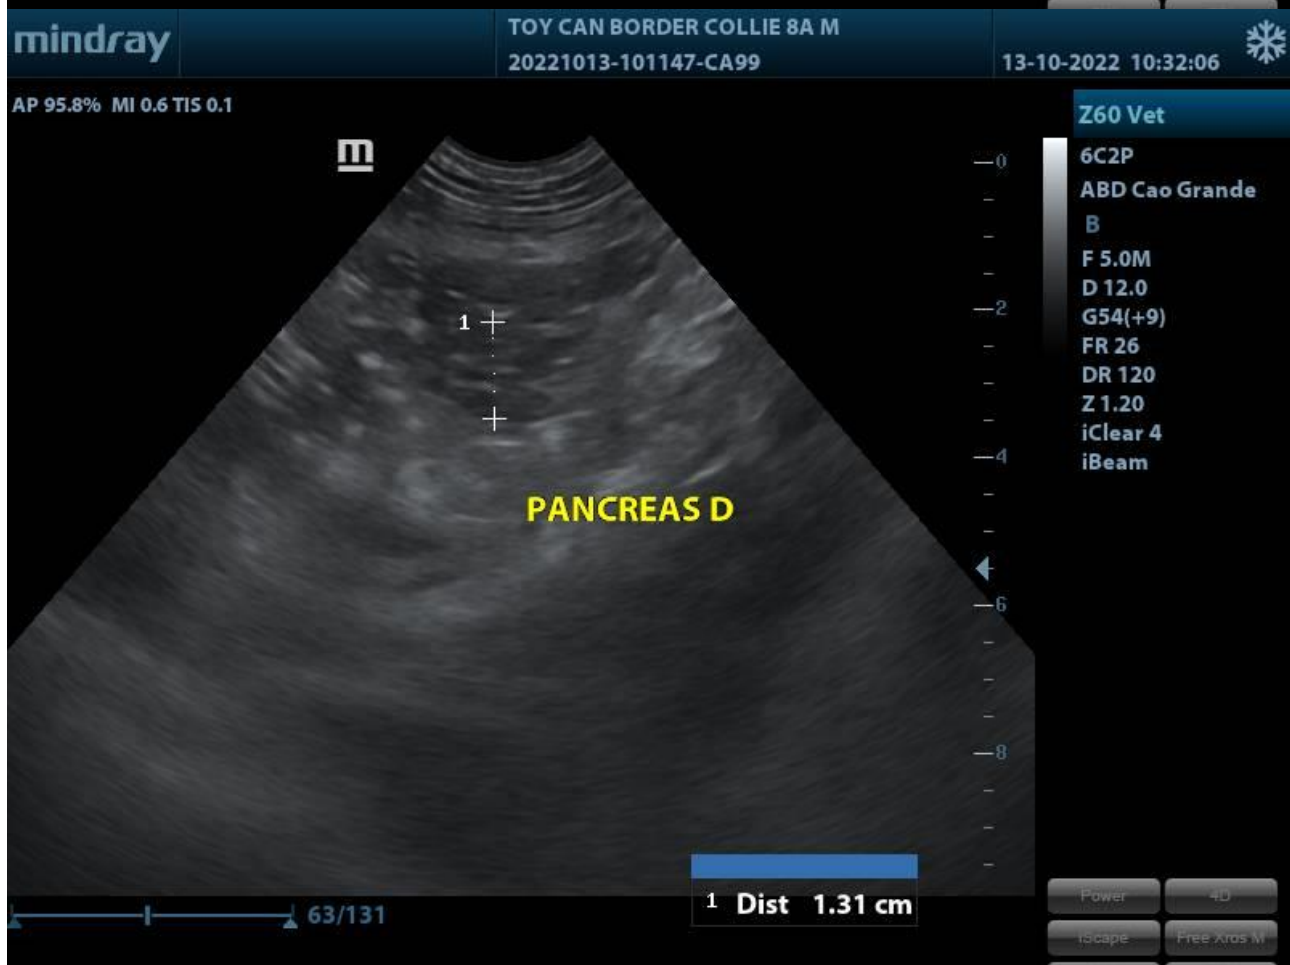 mindray
TOY CAN BORDER COLLIE 8A M
20221013-101147-CA99
13-10-2022 10:32:06
AP 95.8% MI 0.6 TIS 0.1
m
Z60 Vet
6C2P
ABD Cao Grande
B
F 5.0M
D 12.0
G54(+9)
FR 26
DR 120
Z 1.20
iClear 4
iBeam
0
2
1
4
PANCREAS D
6
8
1 Dist 1.31 cm
63/131
Power 4D
iScape Free Xros M